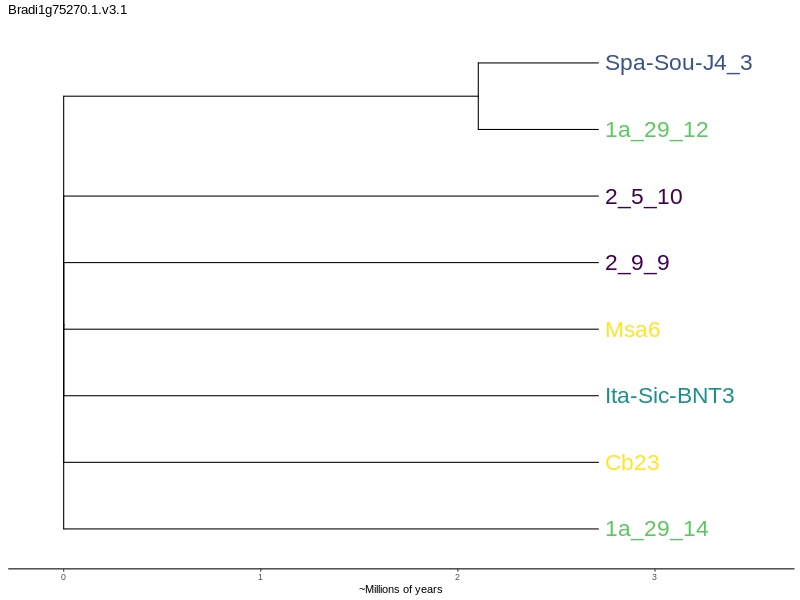 Bradi1g75270.1.v3.1
Spa-Sou-J4_3
1a_29_12
2_5_10
2_9_9
Msa6
Ita-Sic-BNT3
Cb23
1a_29_14
0 1 2 3
~Millions of years